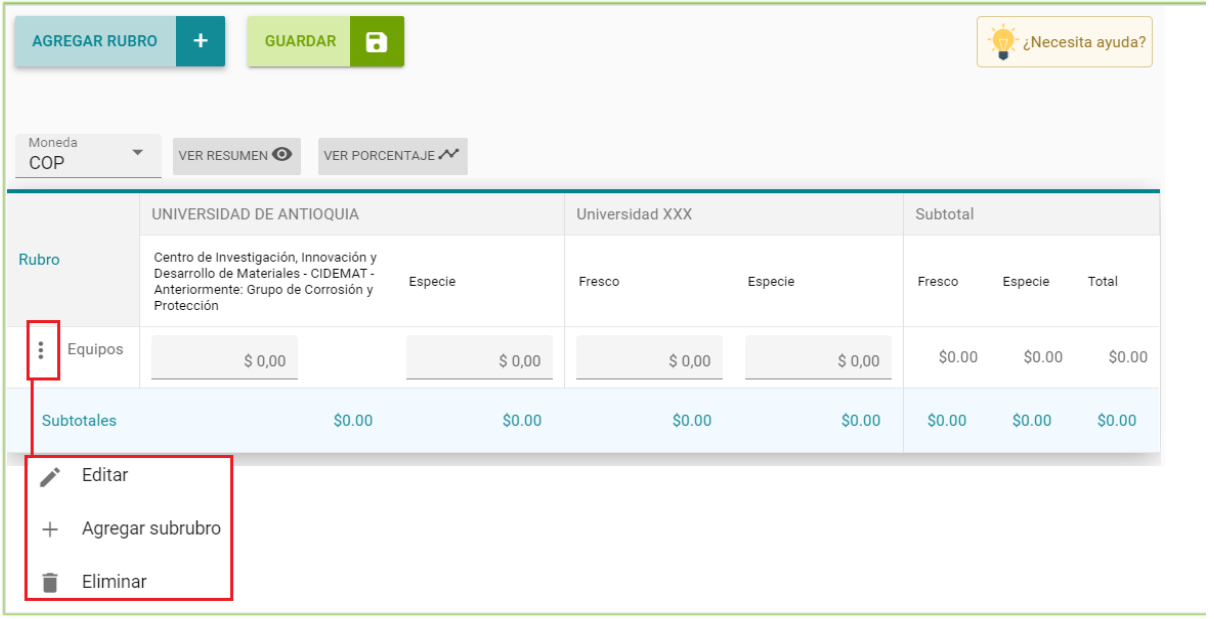 AGREGAR RUBRO +
GUARDAR
¿Necesita ayuda?
Moneda
COP
VER RESUMEN
VER PORCENTAJE
Rubro
UNIVERSIDAD DE ANTIOQUIA
Universidad XXX
Subtotal
Centro de Investigación, Innovación y
Desarrollo de Materiales - CIDEMAT -
Anteriormente: Grupo de Corrosión y
Protección
Especie
Fresco
Especie
Fresco
Especie
Total
Equipos
$ 0,00
$ 0,00
$ 0,00
$ 0,00
$0.00
$0.00
$0.00
Subtotales
$0.00
$0.00
$0.00
$0.00
$0.00
$0.00
$0.00
Editar
Agregar subrubro
Eliminar